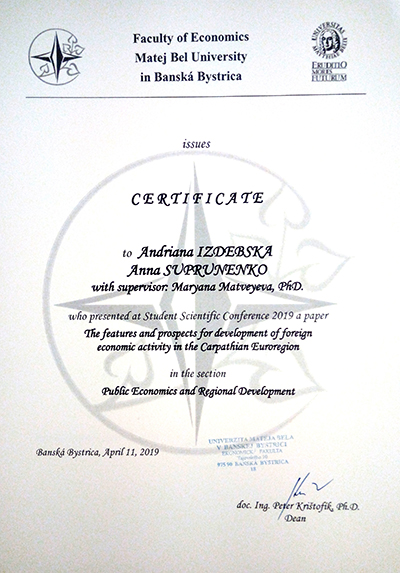 Faculty of Economics
Matej Bel University
in Banská Bystrica
ERUDITIO
MORES
FUTURUM
issues
CERTIFICATE
to Andriana IZDEBSKA
Anna SUPRUNENKO
with supervisor: Maryana Matveyeva, PhD.
who presented at Student Scientific Conference 2019 a paper
The features and prospects for development of foreign
economic activity in the Carpathian Euroregion
in the section
Public Economics and Regional Development
Banská Bystrica, April 11, 2019
UNIVERZITA MATEJA BELA
V BANSKEJ BYSTRICI
EKONOMICKÁ FAKULTA
975 90 BANSKÁ BYSTRICA
10
doc. Ing. Peter Krištofík, Ph.D.
Dean